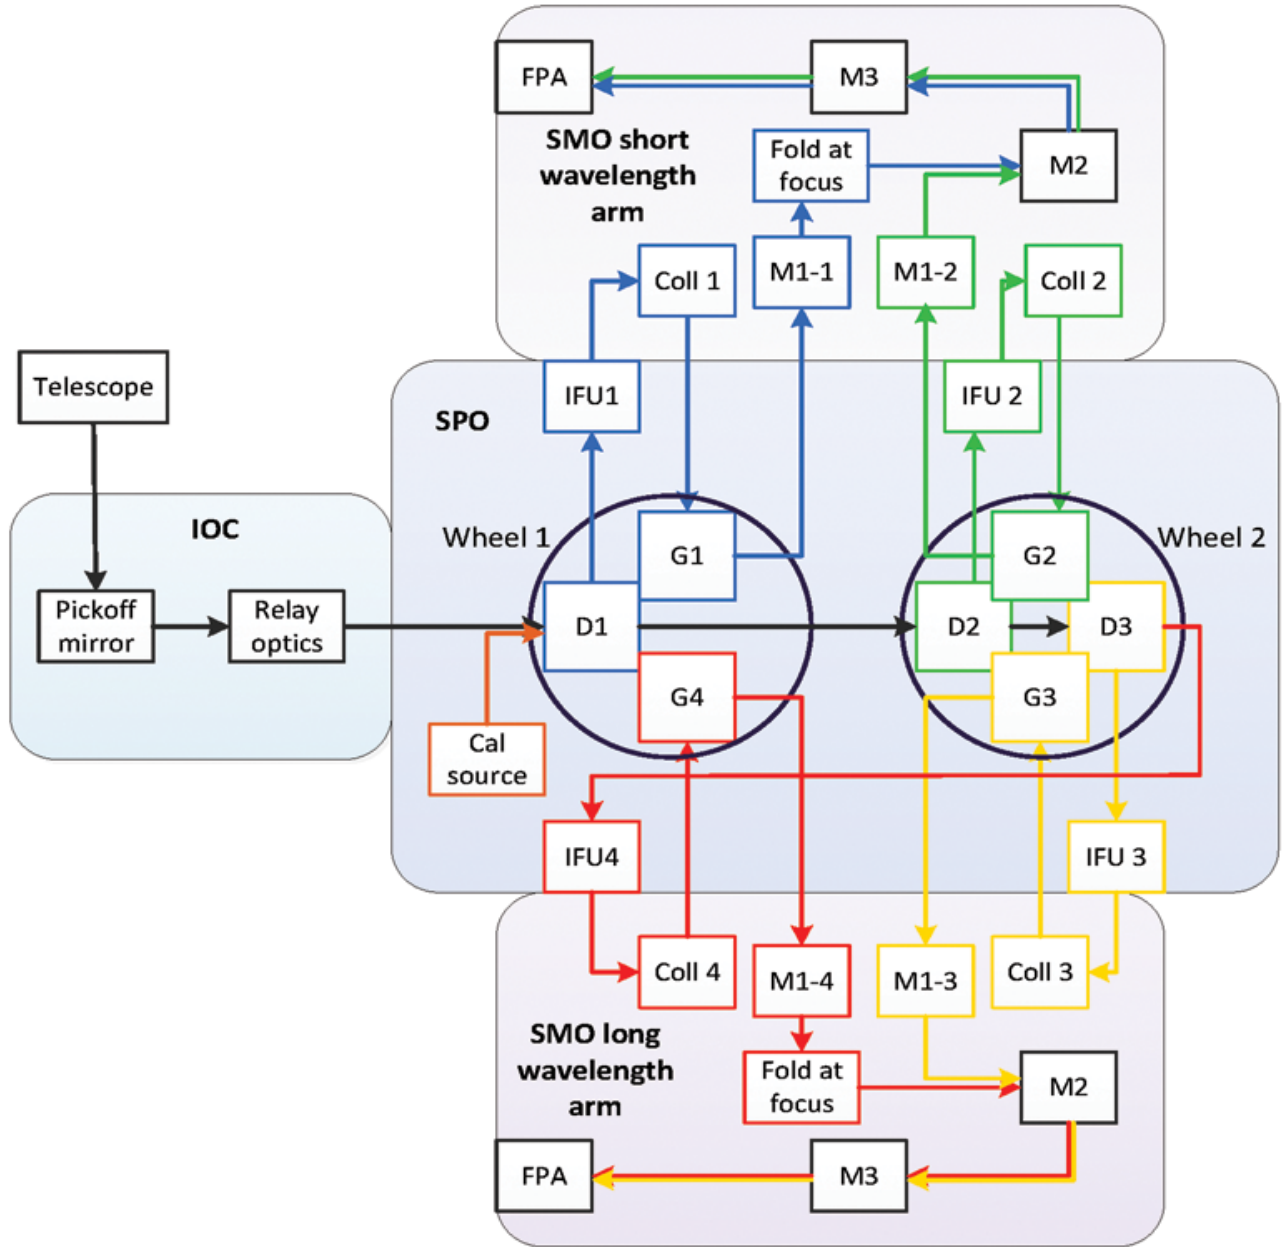 FPA
M3
SMO short
wavelength
arm
Fold at
focus
M2
Coll 1
M1-1
M1-2
Coll 2
Telescope
IFU1
IFU 2
SPO
IOC
Wheel 1
G1
G2
Wheel 2
Pickoff
mirror
Relay
optics
D1
D2
D3
G4
G3
Cal
source
IFU4
IFU 3
Coll 4
M1-4
M1-3
Coll 3
SMO long
wavelength
arm
Fold at
focus
M2
FPA
M3